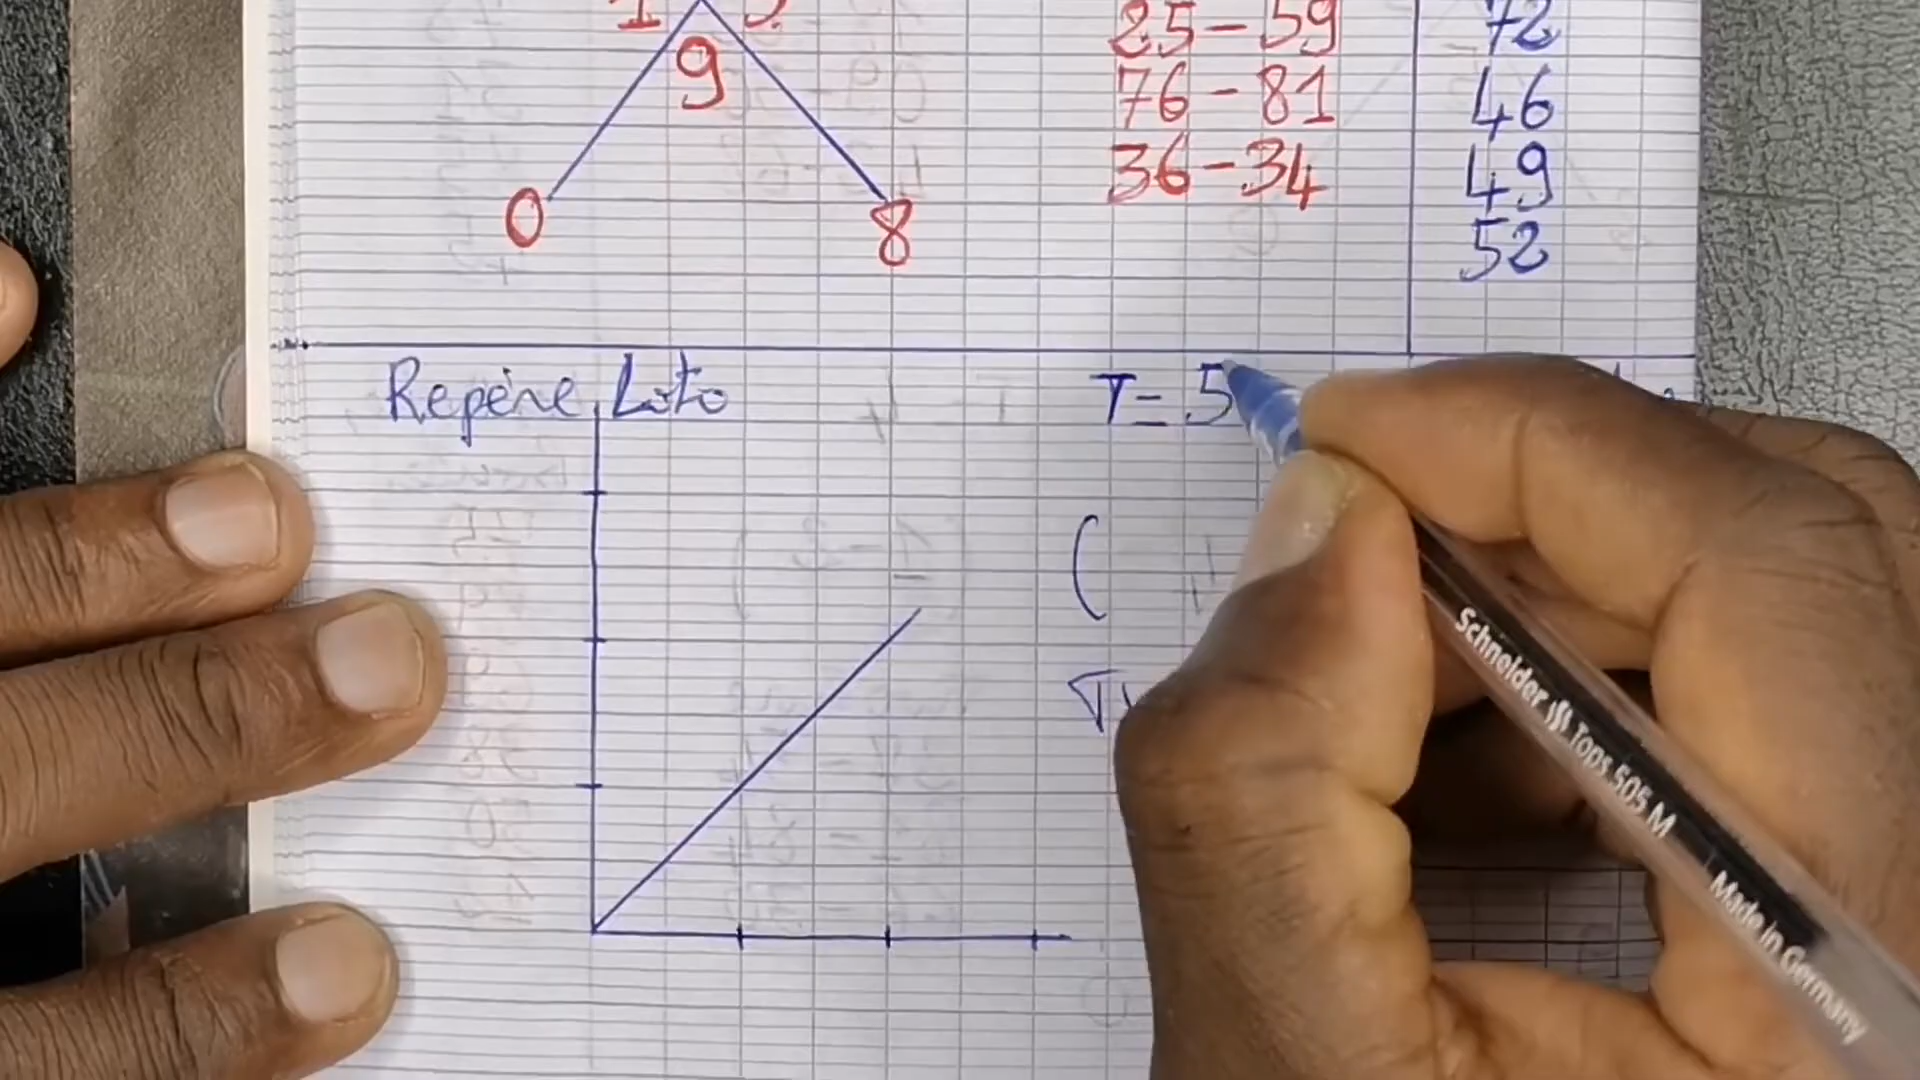 1
9
0 8
25-59
76-81
36-34
72
46
49
52
Repère Loto
T= 5
(
Schneider Tops 505 M
Made in Germany